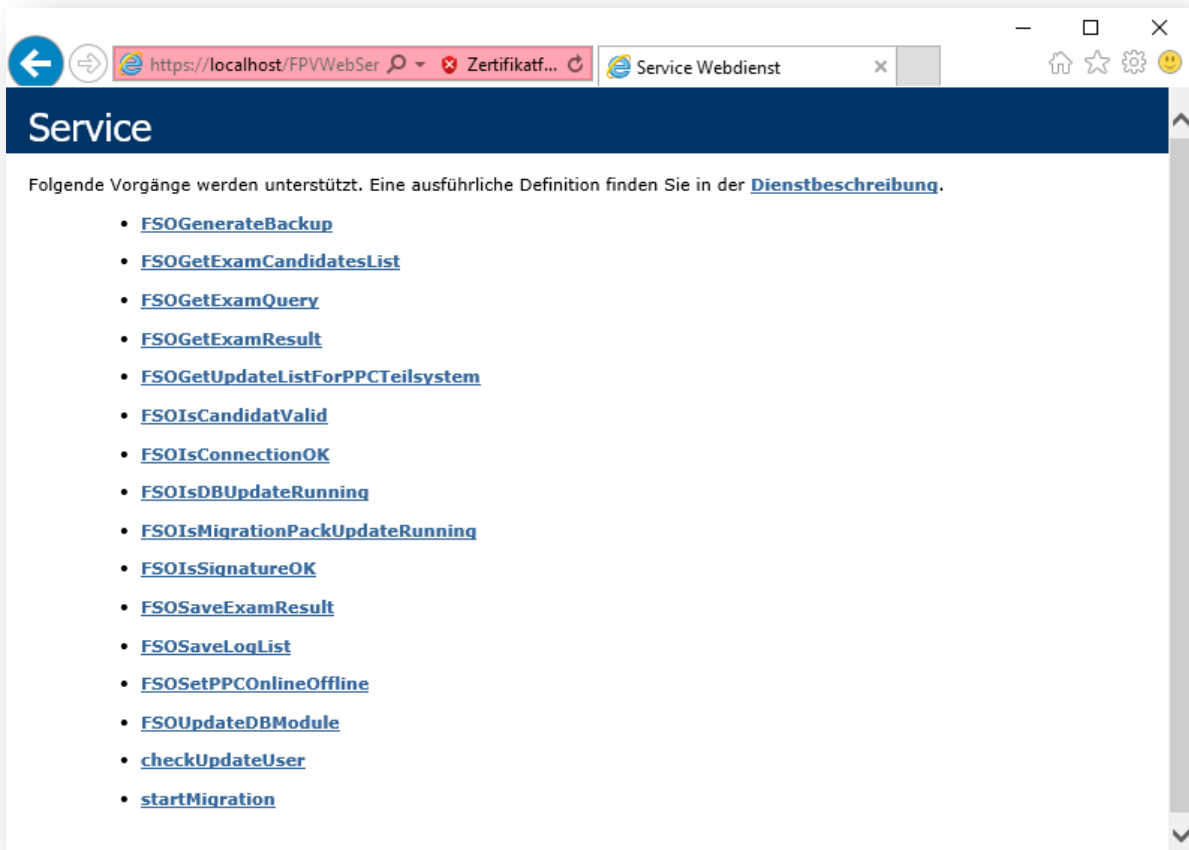 https://localhost/FPVWebSer
Zertifikatf...
Service Webdienst
Service
Folgende Vorgänge werden unterstützt. Eine ausführliche Definition finden Sie in der Dienstbeschreibung.
• FSOGenerateBackup
• FSOGetExamCandidatesList
• FSOGetExamQuery
• FSOGetExamResult
• FSOGetUpdateListForPPCTeilsystem
• FSOIsCandidatValid
• FSOIsConnectionOK
• FSOIsDBUpdateRunning
• FSOIsMigrationPackUpdateRunning
• FSOIsSignatureOK
• FSOSaveExamResult
• FSOSaveLogList
• FSOSetPPCOnlineOffline
• FSOUpdateDBModule
• checkUpdateUser
• startMigration